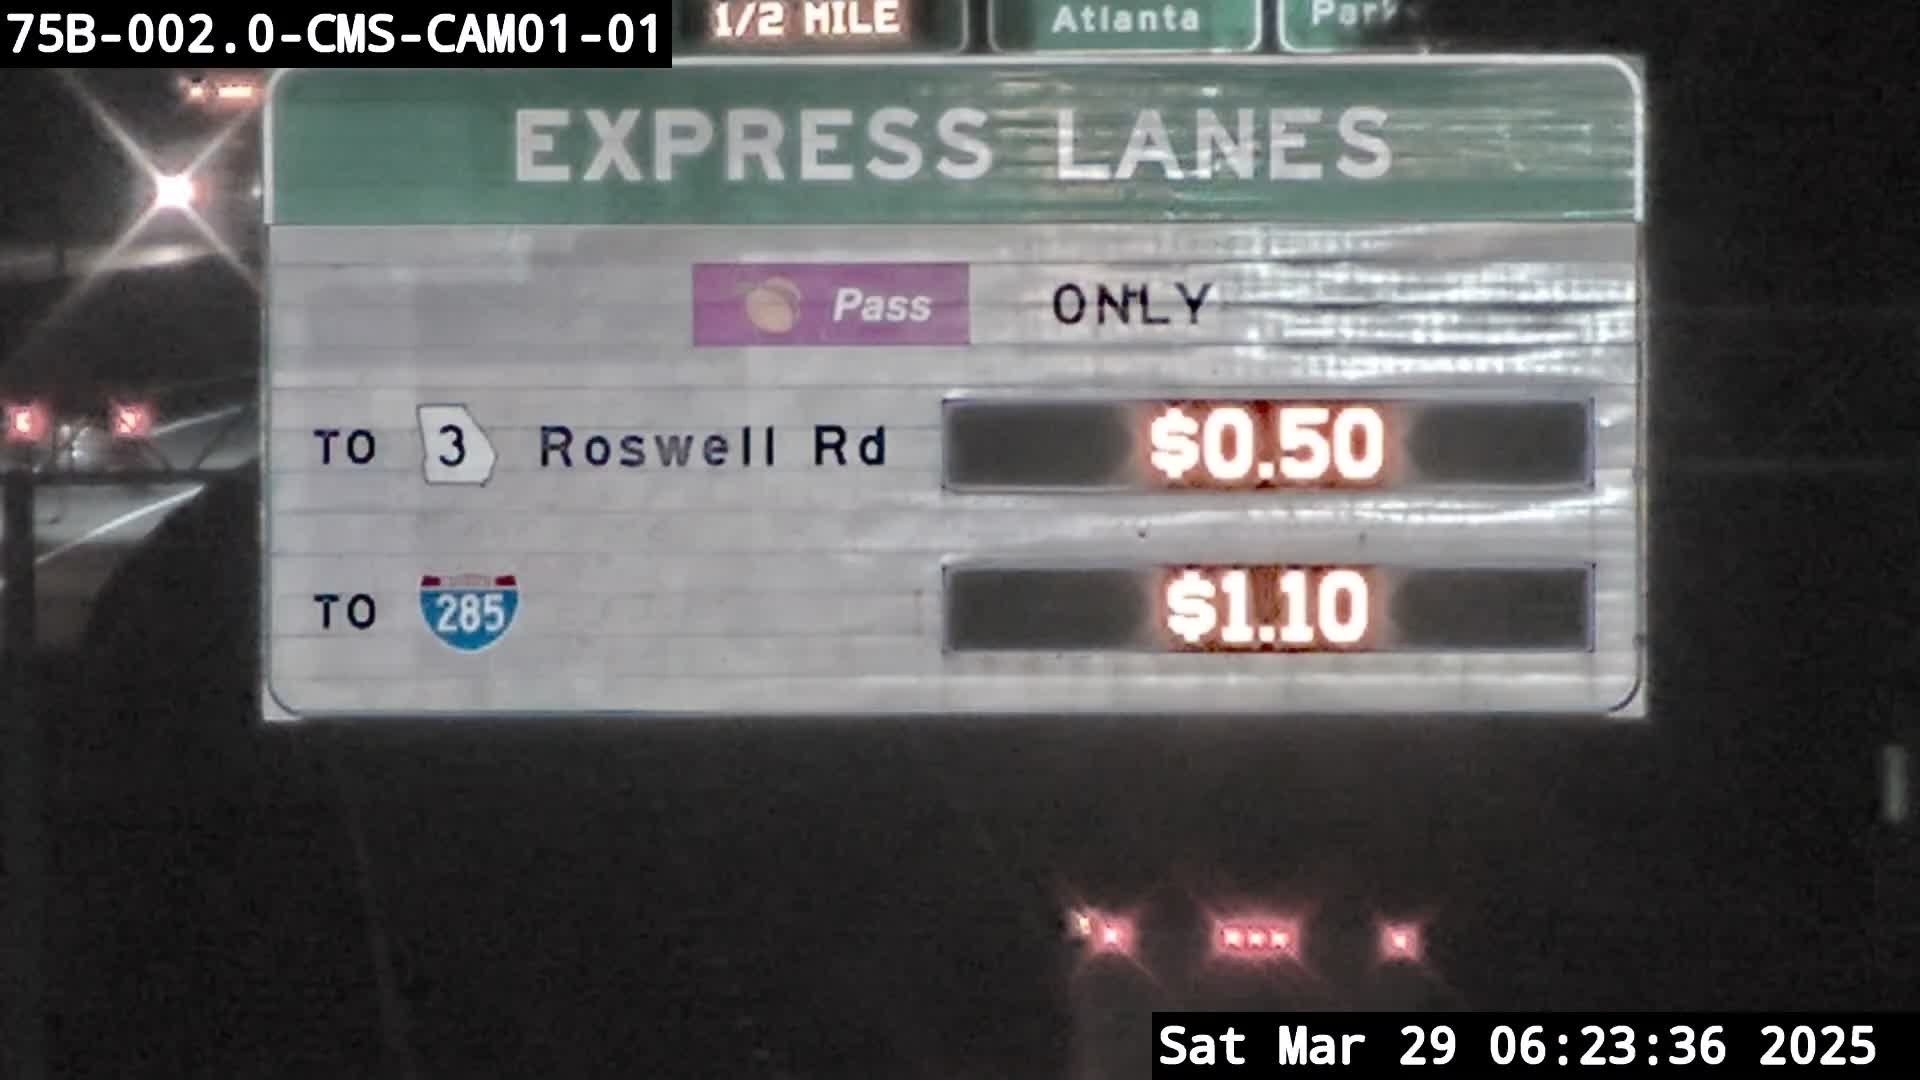 75B-002.0-CMS-CAM01-01
1/2 MILE
Atlanta
Park
EXPRESS LANES
Pass ONLY
TO 3 Roswell Rd $0.50
TO 285 $1.10
Sat Mar 29 06:23:36 2025